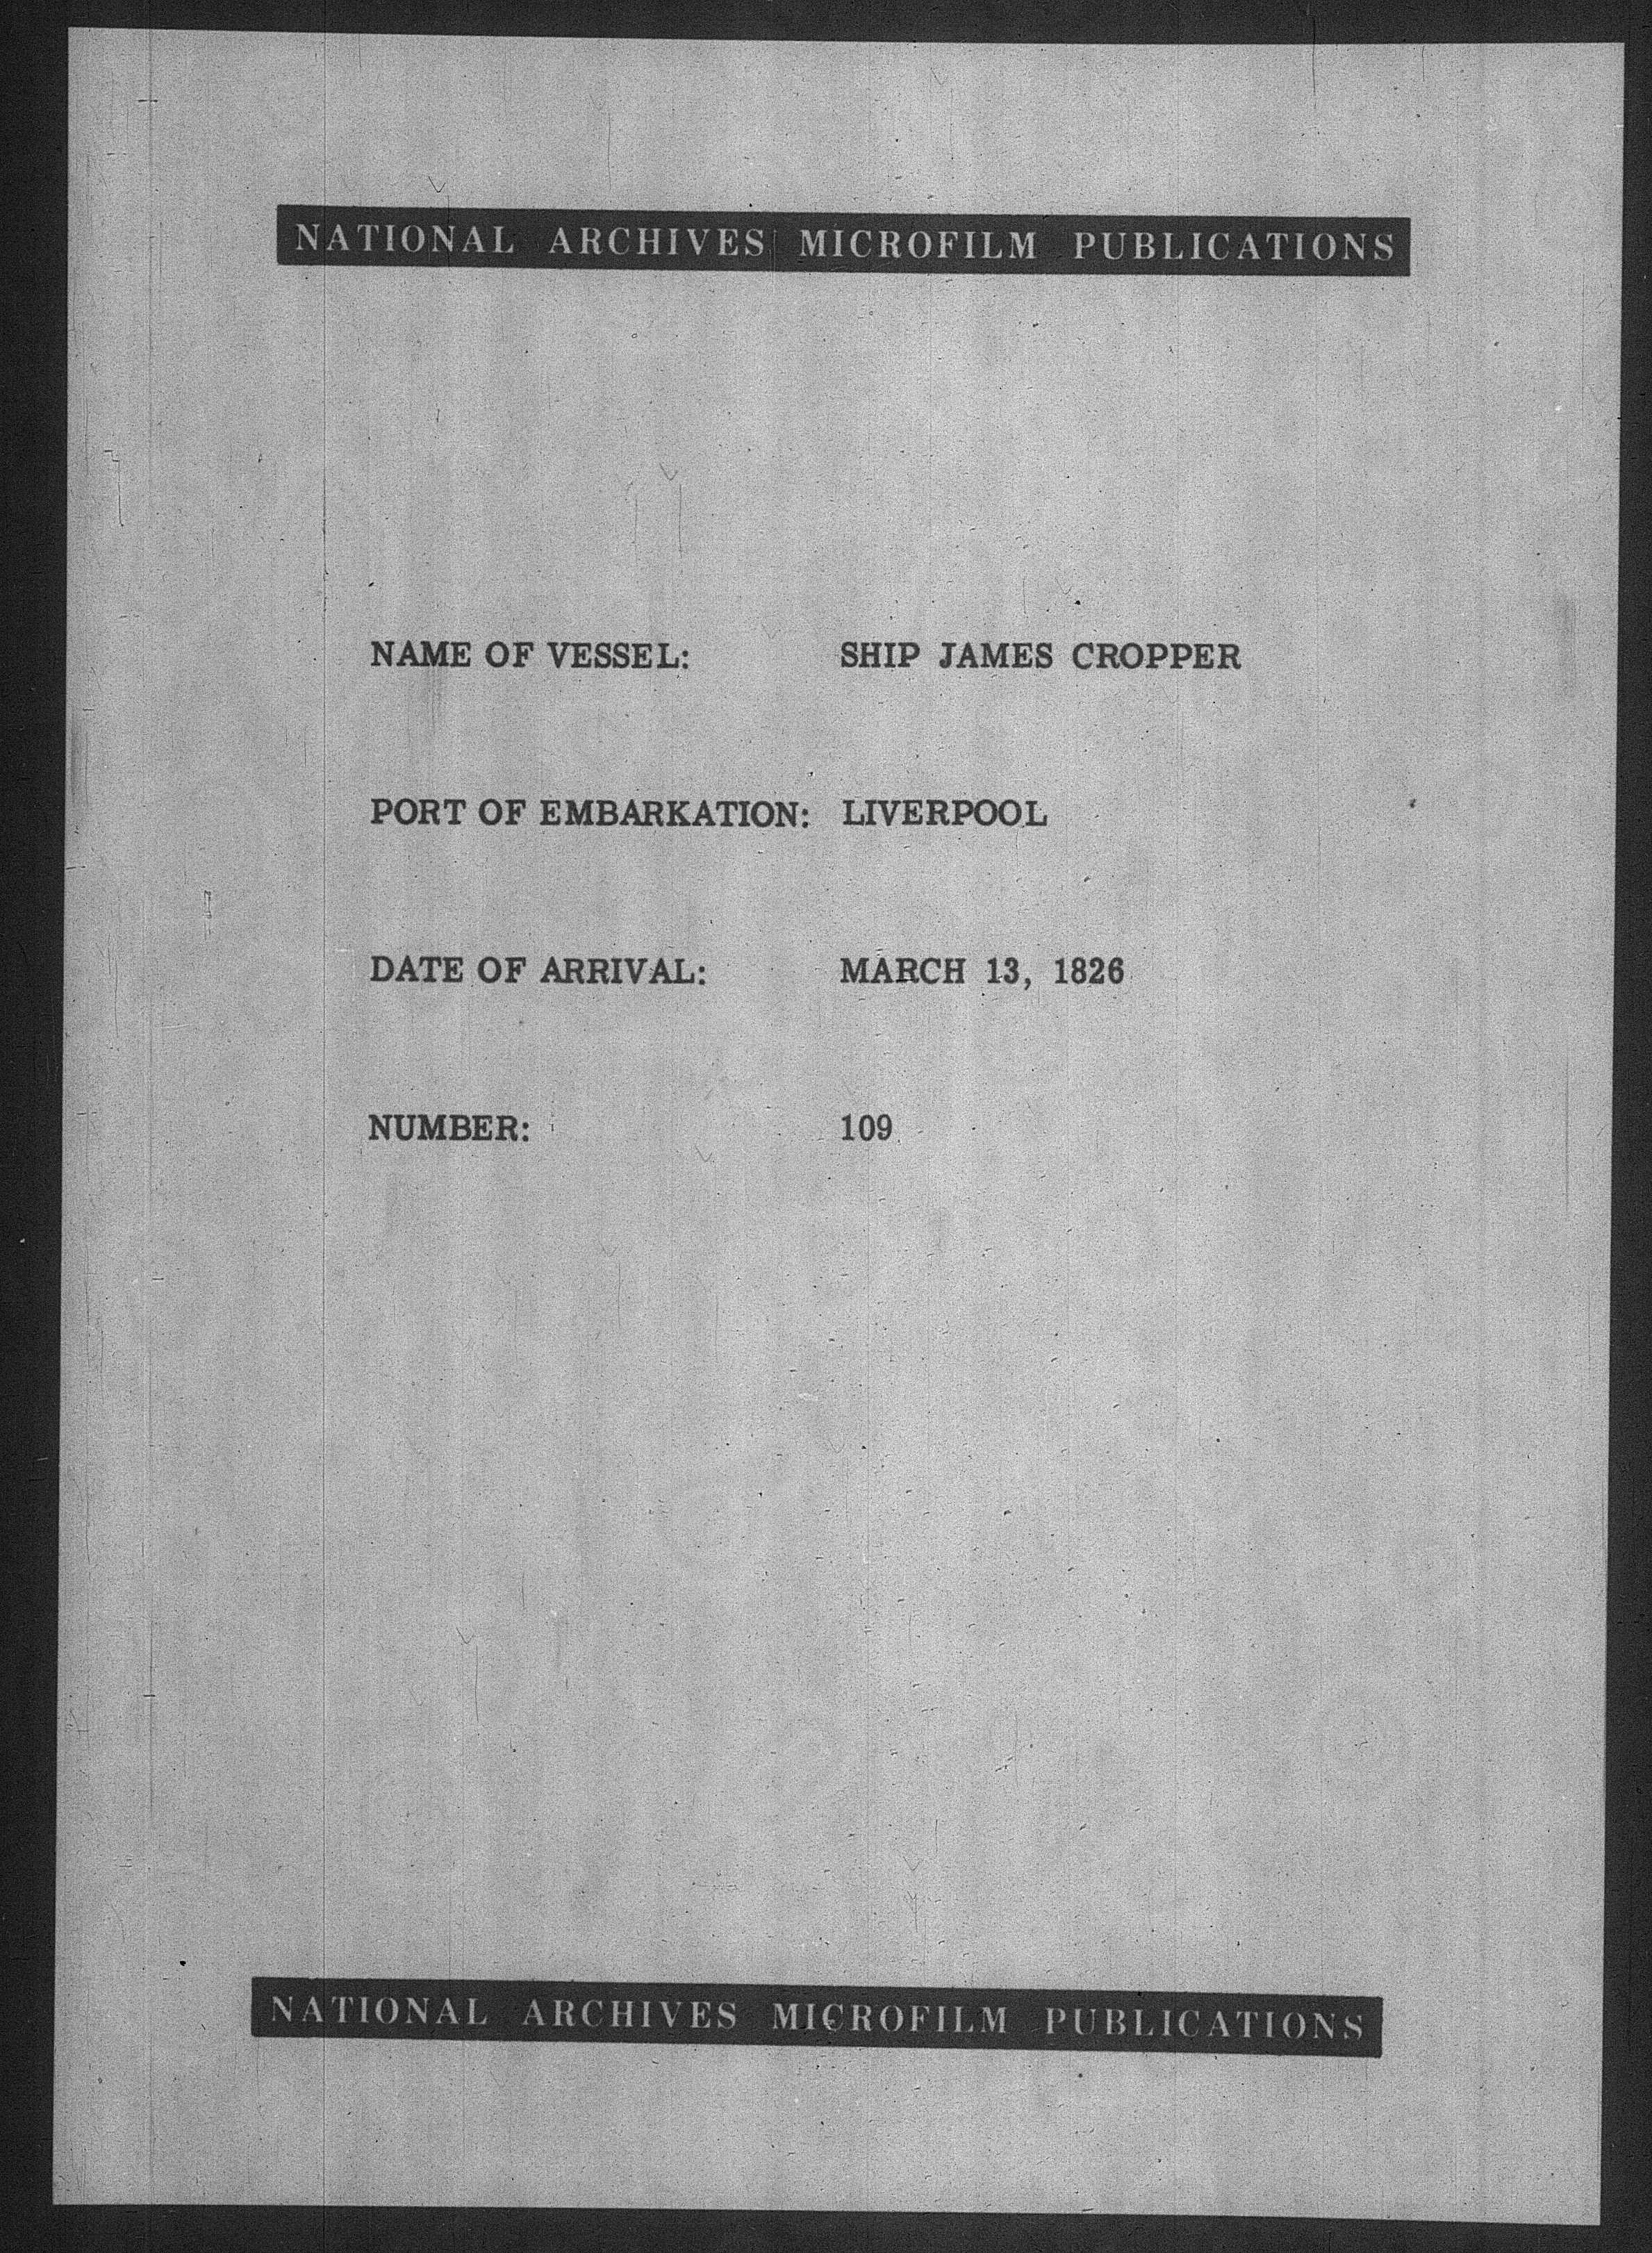 NATIONAL ARCHIVES MICROFILM PUBLICATIONS
NAME OF VESSEL: SHIP JAMES CROPPER
PORT OF EMBARKATION: LIVERPOOL
DATE OF ARRIVAL: MARCH 13, 1826
NUMBER: 109
NATIONAL ARCHIVES MICROFILM PUBLICATIONS